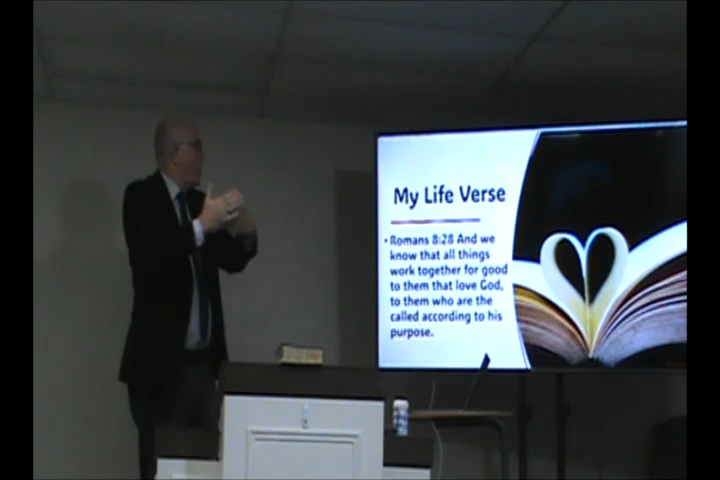 My Life Verse
• Romans 8:28 And we
know that all things
work together for good
to them that love God,
to them who are the
called according to his
purpose.